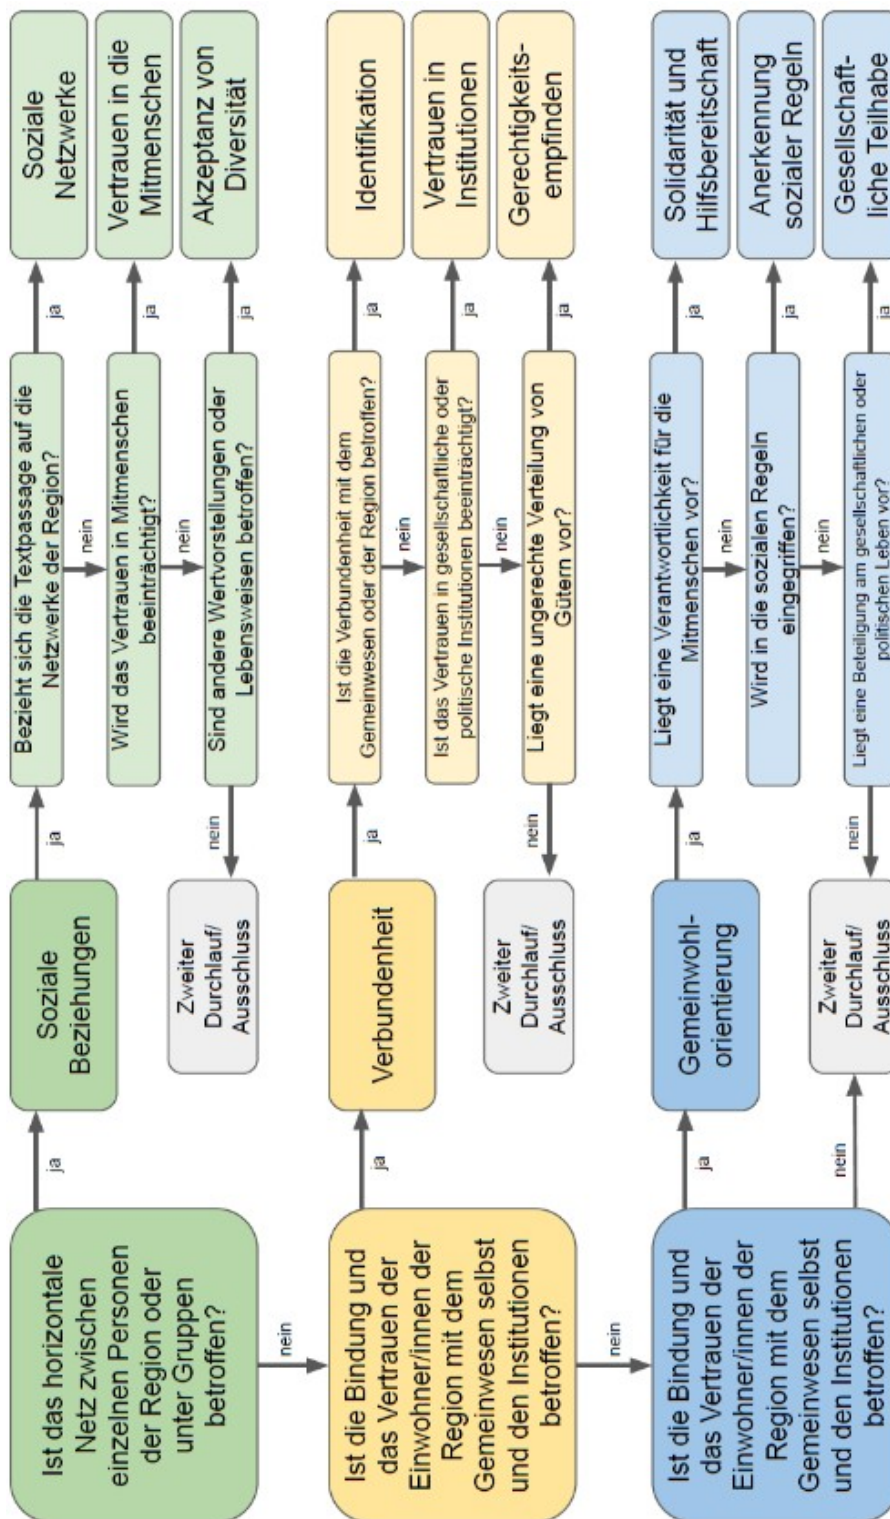 Ist das horizontale
Netz zwischen
einzelnen Personen
der Region oder
unter Gruppen
betroffen?
ja
Soziale
Beziehungen
ja
Bezieht sich die Textpassage auf die
Netzwerke der Region?
ja
Soziale
Netzwerke
nein
Wird das Vertrauen in Mitmenschen
beeinträchtigt?
ja
Vertrauen in die
Mitmenschen
nein
Sind andere Wertvorstellungen oder
Lebensweisen betroffen?
ja
Akzeptanz von
Diversität
nein
Zweiter
Durchlauf/
Ausschluss
nein
Ist die Bindung und
das Vertrauen der
Einwohner/innen der
Region mit dem
Gemeinwesen selbst
und den Institutionen
betroffen?
ja
Verbundenheit
ja
Ist die Verbundenheit mit dem
Gemeinwesen oder der Region betroffen?
ja
Identifikation
nein
Ist das Vertrauen in gesellschaftliche oder
politische Institutionen beeinträchtigt?
ja
Vertrauen in
Institutionen
nein
Liegt eine ungerechte Verteilung von
Gütern vor?
ja
Gerechtigkeits-
empfinden
nein
Zweiter
Durchlauf/
Ausschluss
nein
Ist die Bindung und
das Vertrauen der
Einwohner/innen der
Region mit dem
Gemeinwesen selbst
und den Institutionen
betroffen?
ja
Gemeinwohl-
orientierung
ja
Liegt eine Verantwortlichkeit für die
Mitmenschen vor?
ja
Solidarität und
Hilfsbereitschaft
nein
Wird in die sozialen Regeln
eingegriffen?
ja
Anerkennung
sozialer Regeln
nein
Liegt eine Beteiligung am gesellschaftlichen oder
politischen Leben vor?
ja
Gesellschaft-
liche Teilhabe
nein
Zweiter
Durchlauf/
Ausschluss
nein